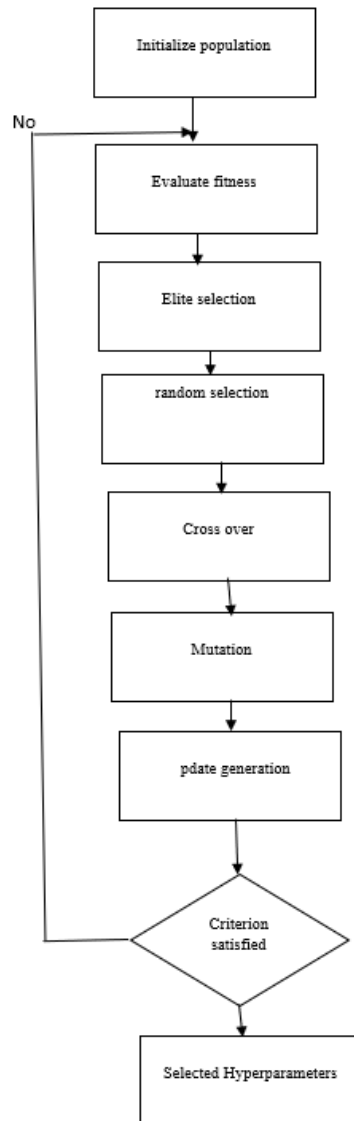 Initialize population
No
Evaluate fitness
Elite selection
random selection
Cross over
Mutation
pdate generation
Criterion
satisfied
Selected Hyperparameters